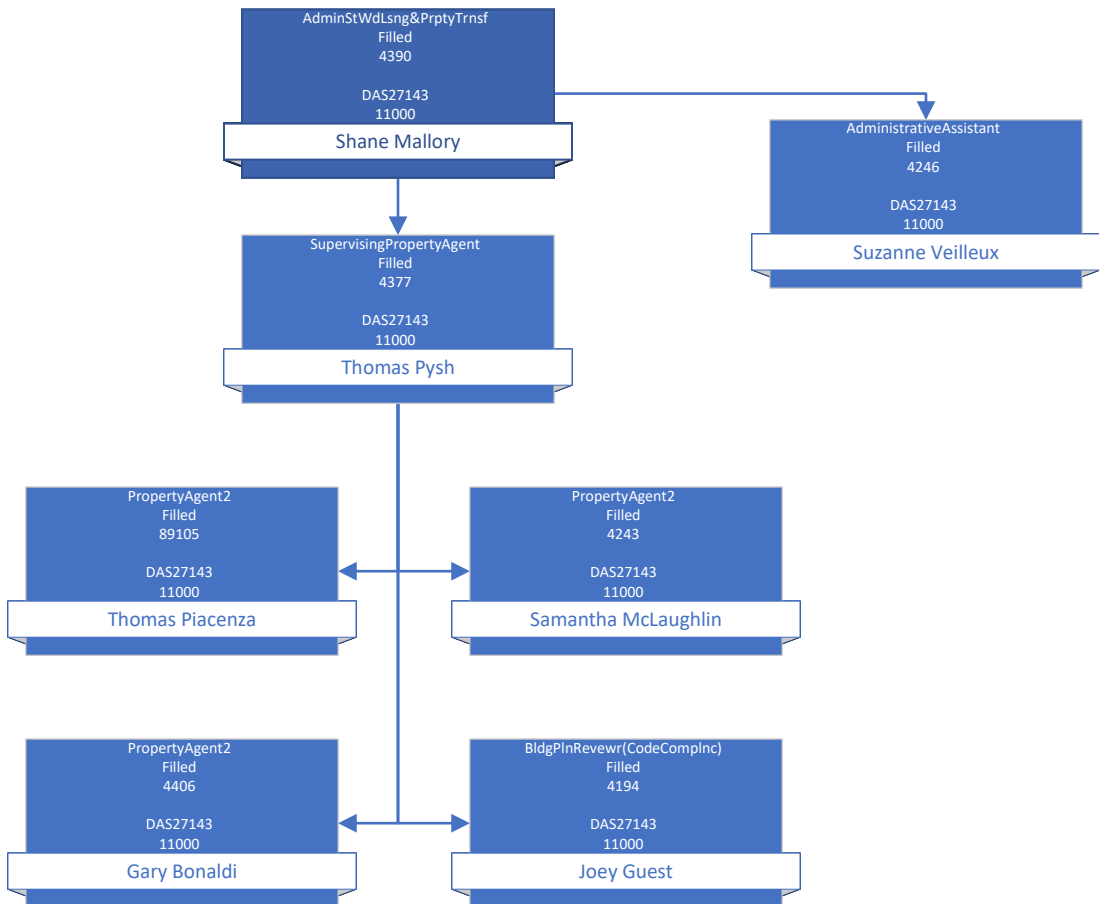 AdminStWdLsng&PrptyTrnsf
Filled
4390
DAS27143
11000
Shane Mallory
AdministrativeAssistant
Filled
4246
DAS27143
11000
Suzanne Veilleux
SupervisingPropertyAgent
Filled
4377
DAS27143
11000
Thomas Pysh
PropertyAgent2
Filled
89105
DAS27143
11000
Thomas Piacenza
PropertyAgent2
Filled
4243
DAS27143
11000
Samantha McLaughlin
PropertyAgent2
Filled
4406
DAS27143
11000
Gary Bonaldi
BldgPlnRevewr(CodeComplnc)
Filled
4194
DAS27143
11000
Joey Guest